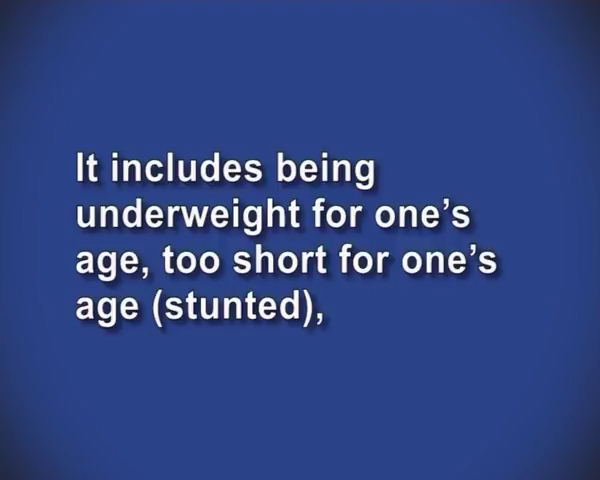 It includes being
underweight for one’s
age, too short for one’s
age (stunted),